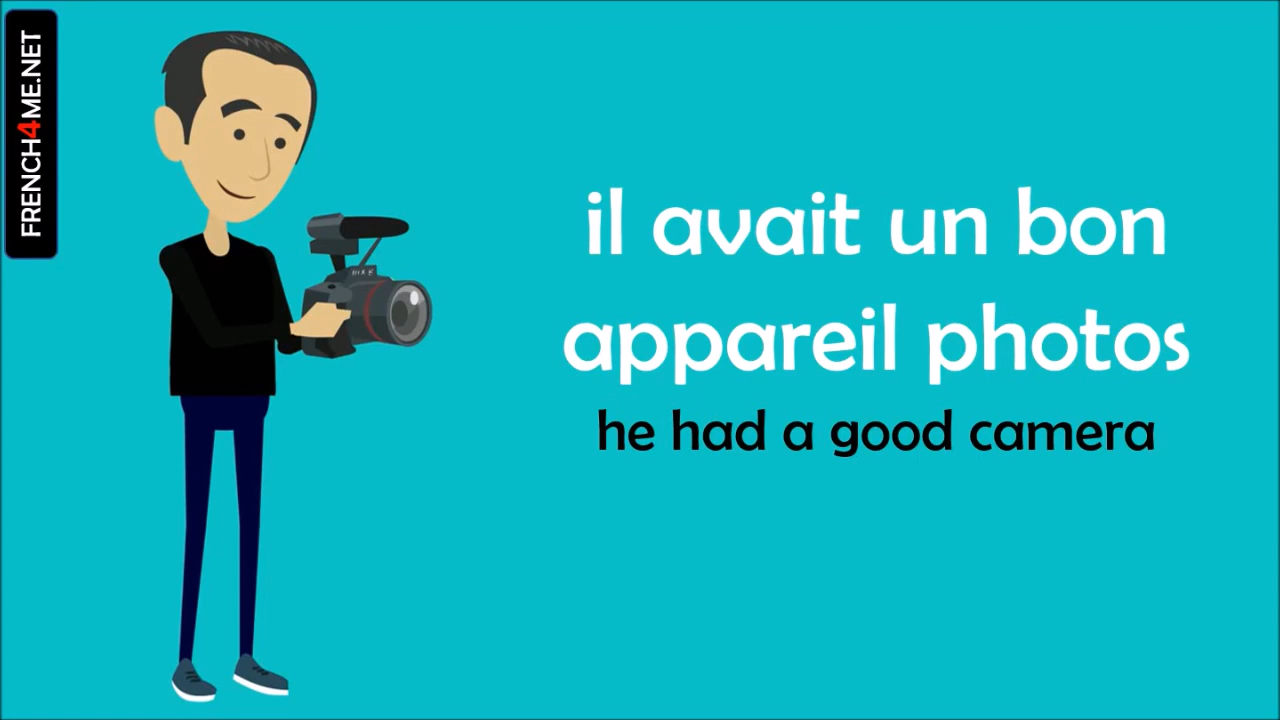 FRENCH4ME.NET
il avait un bon
appareil photos
he had a good camera